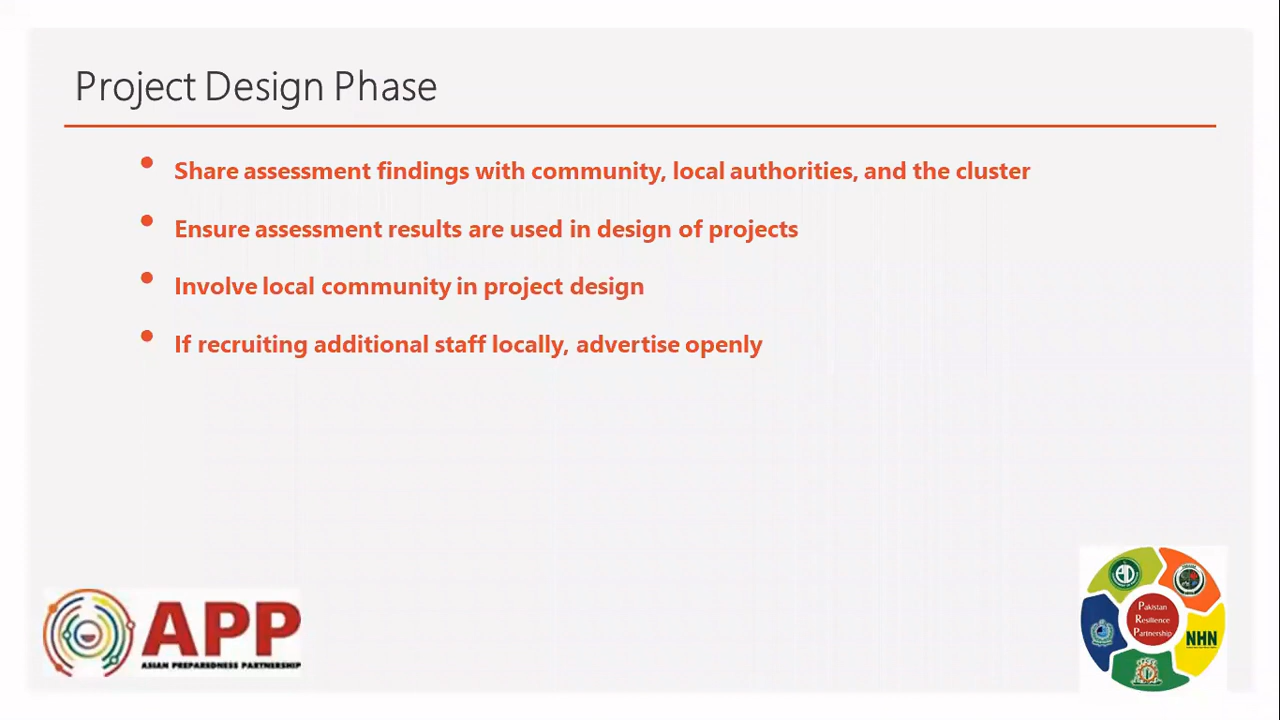 Project Design Phase
Share assessment findings with community, local authorities, and the cluster
Ensure assessment results are used in design of projects
Involve local community in project design
If recruiting additional staff locally, advertise openly
APP
ASIAN PREPAREDNESS PARTNERSHIP
Pakistan
Resilience
Partnership
NHN